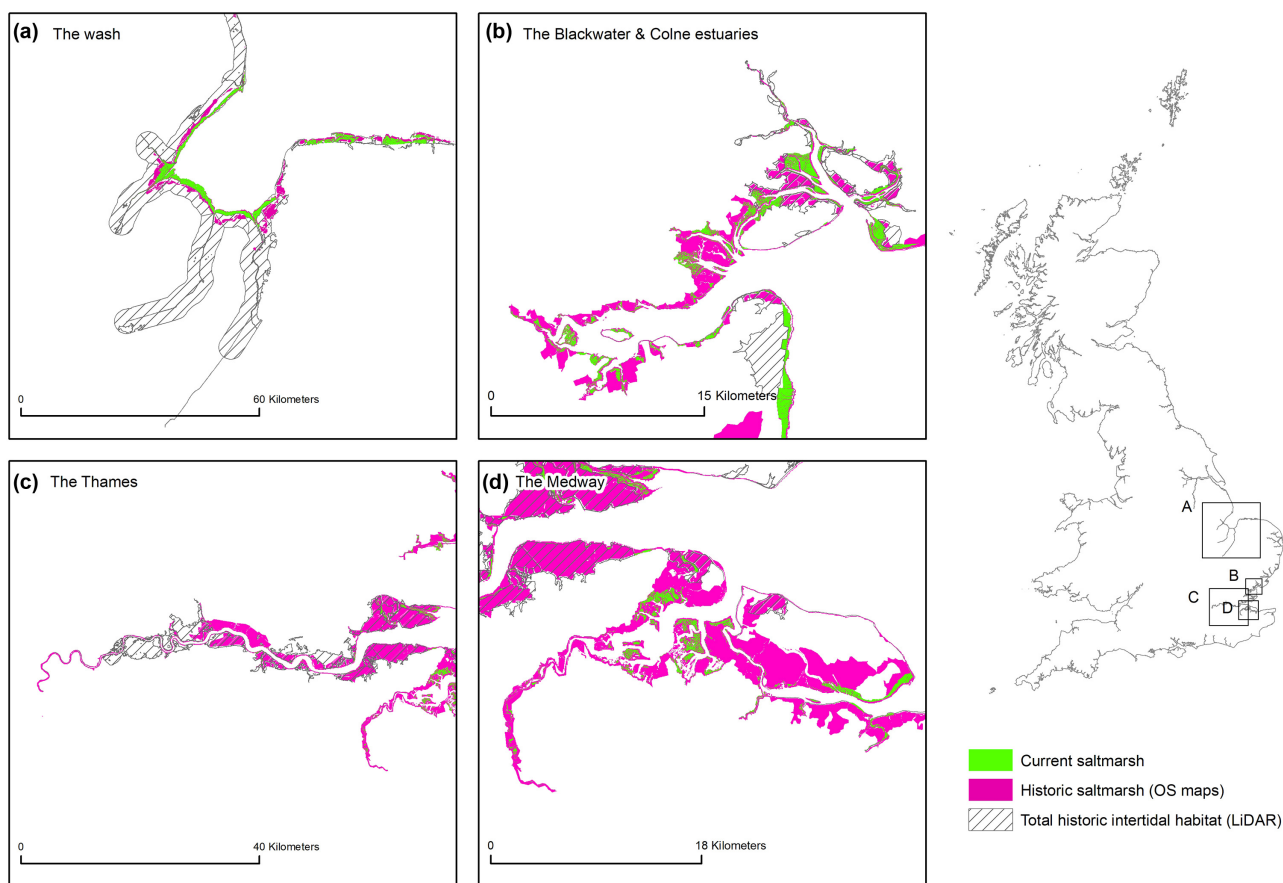 (a) The wash
0 60 Kilometers
(b) The Blackwater & Colne estuaries
0 15 Kilometers
(c) The Thames
0 40 Kilometers
(d) The Medway
0 18 Kilometers
A
B
C
D
Current saltmarsh
Historic saltmarsh (OS maps)
Total historic intertidal habitat (LiDAR)